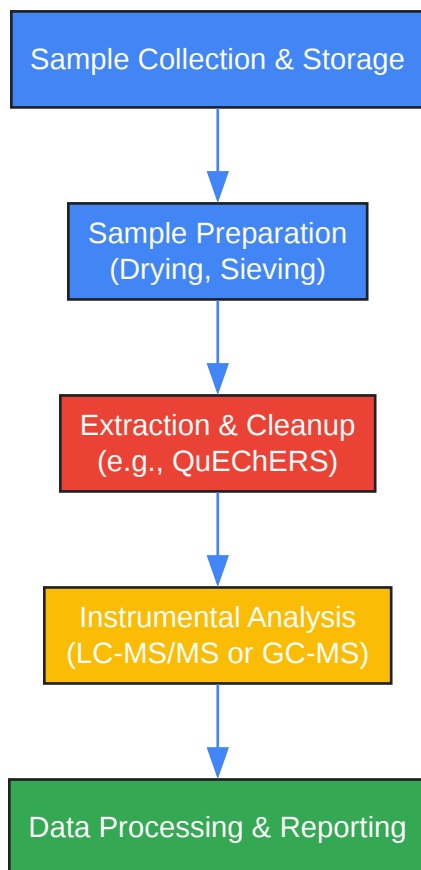 Sample Collection & Storage
Sample Preparation
(Drying, Sieving)
Extraction & Cleanup
(e.g., QuEChERS)
Instrumental Analysis
(LC-MS/MS or GC-MS)
Data Processing & Reporting